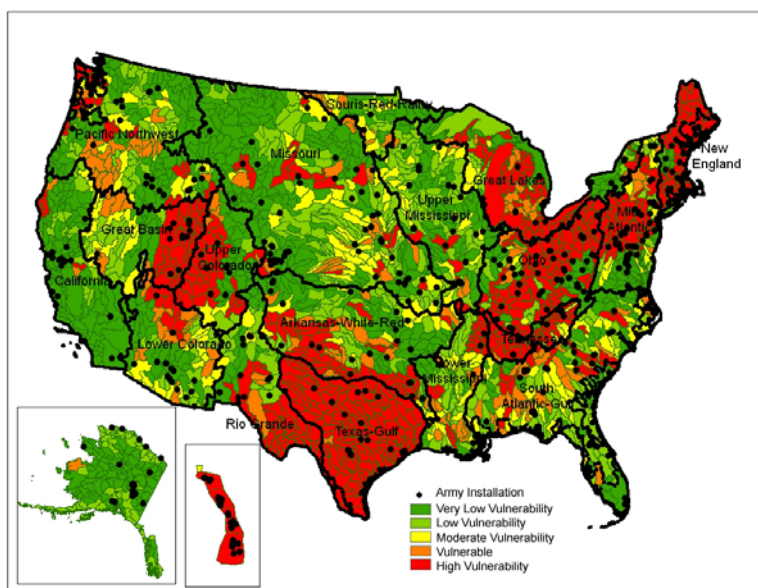 Souris-Red-Rainy
Pacific Northwest
Missouri
New
England
Great Lakes
Upper
Mississippi
Mid
Atlantic
Great Basin
Upper
Colorado
Ohio
California
Arkansas-White-Red
Tennessee
Lower Colorado
Lower
Mississippi
South
Atlantic-Gulf
Rio Grande
Texas-Gulf
Army Installation
Very Low Vulnerability
Low Vulnerability
Moderate Vulnerability
Vulnerable
High Vulnerability